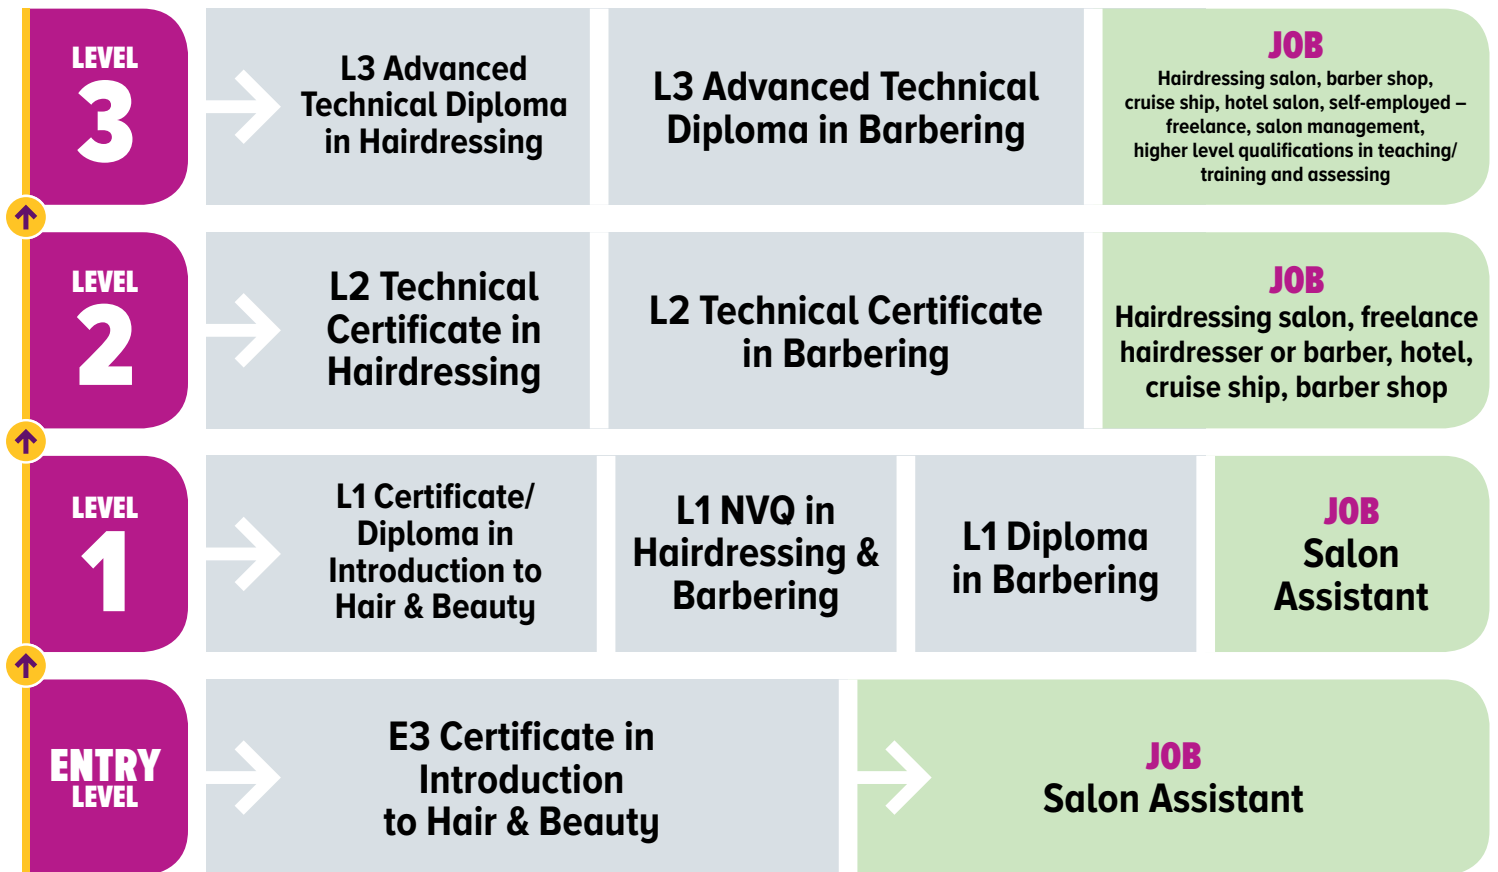 LEVEL
3
L3 Advanced
Technical Diploma
in Hairdressing
L3 Advanced Technical
Diploma in Barbering
JOB
Hairdressing salon, barber shop,
cruise ship, hotel salon, self-employed –
freelance, salon management,
higher level qualifications in teaching/
training and assessing
LEVEL
2
L2 Technical
Certificate in
Hairdressing
L2 Technical Certificate
in Barbering
JOB
Hairdressing salon, freelance
hairdresser or barber, hotel,
cruise ship, barber shop
LEVEL
1
L1 Certificate/
Diploma in
Introduction to
Hair & Beauty
L1 NVQ in
Hairdressing &
Barbering
L1 Diploma
in Barbering
JOB
Salon
Assistant
ENTRY
LEVEL
E3 Certificate in
Introduction
to Hair & Beauty
JOB
Salon Assistant